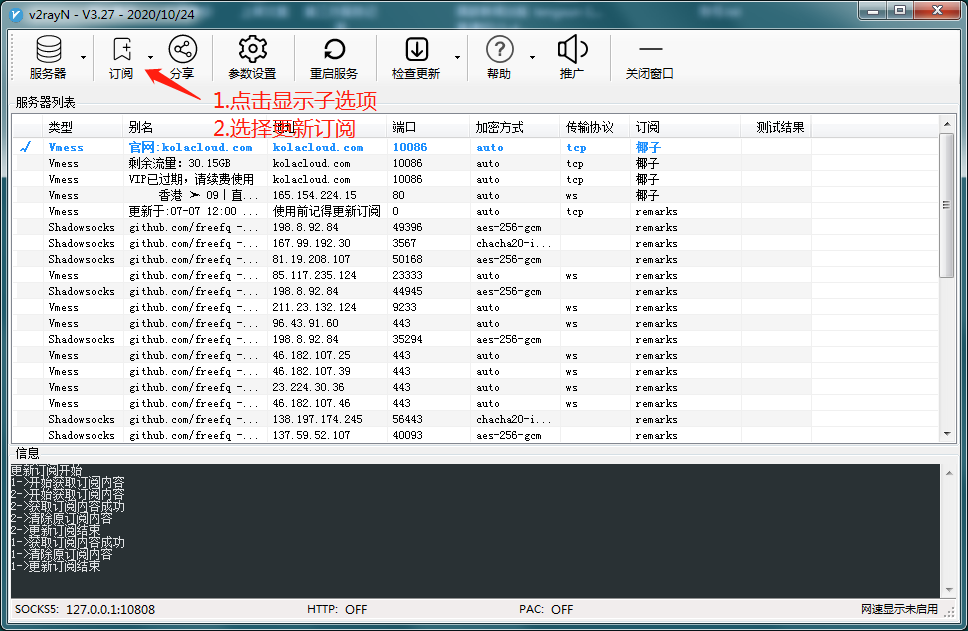 v2rayN - V3.27 - 2020/10/24
服务器 订阅 分享 参数设置 重启服务 检查更新 帮助 推广 关闭窗口
1.点击显示子选项
服务器列表
2.选择更新订阅
类型 别名 端口 加密方式 传输协议 订阅 测试结果
Vmess 官网:kolacloud.com kolacloud.com 10086 auto tcp 椰子
Vmess 剩余流量: 30.15GB kolacloud.com 10086 auto tcp 椰子
Vmess VIP已过期，请续费使用 kolacloud.com 10086 auto tcp 椰子
Vmess 香港 ➣ 09 | 直... 165.154.224.15 80 auto ws 椰子
Vmess 更新于:07-07 12:00 ... 使用前记得更新订阅 0 auto tcp remarks
Shadowsocks github.com/freefq -... 198.8.92.84 49396 aes-256-gcm remarks
Shadowsocks github.com/freefq -... 167.99.192.30 3567 chacha20-i... remarks
Shadowsocks github.com/freefq -... 81.19.208.107 50168 aes-256-gcm remarks
Vmess github.com/freefq -... 85.117.235.124 23333 auto ws remarks
Shadowsocks github.com/freefq -... 198.8.92.84 44945 aes-256-gcm remarks
Vmess github.com/freefq -... 211.23.132.124 9233 auto ws remarks
Vmess github.com/freefq -... 96.43.91.60 443 auto ws remarks
Shadowsocks github.com/freefq -... 198.8.92.84 35294 aes-256-gcm remarks
Vmess github.com/freefq -... 46.182.107.25 443 auto ws remarks
Vmess github.com/freefq -... 46.182.107.39 443 auto ws remarks
Vmess github.com/freefq -... 23.224.30.36 443 auto ws remarks
Vmess github.com/freefq -... 46.182.107.46 443 auto ws remarks
Shadowsocks github.com/freefq -... 138.197.174.245 56443 chacha20-i... remarks
Shadowsocks github.com/freefq -... 137.59.52.107 40093 aes-256-gcm remarks
信息
更新订阅开始
1->开始获取订阅内容
2->开始获取订阅内容
2->获取订阅内容成功
2->清除原订阅内容
2->更新订阅结束
1->获取订阅内容成功
1->清除原订阅内容
1->更新订阅结束
SOCKS5: 127.0.0.1:10808 HTTP: OFF PAC: OFF 网速显示未启用